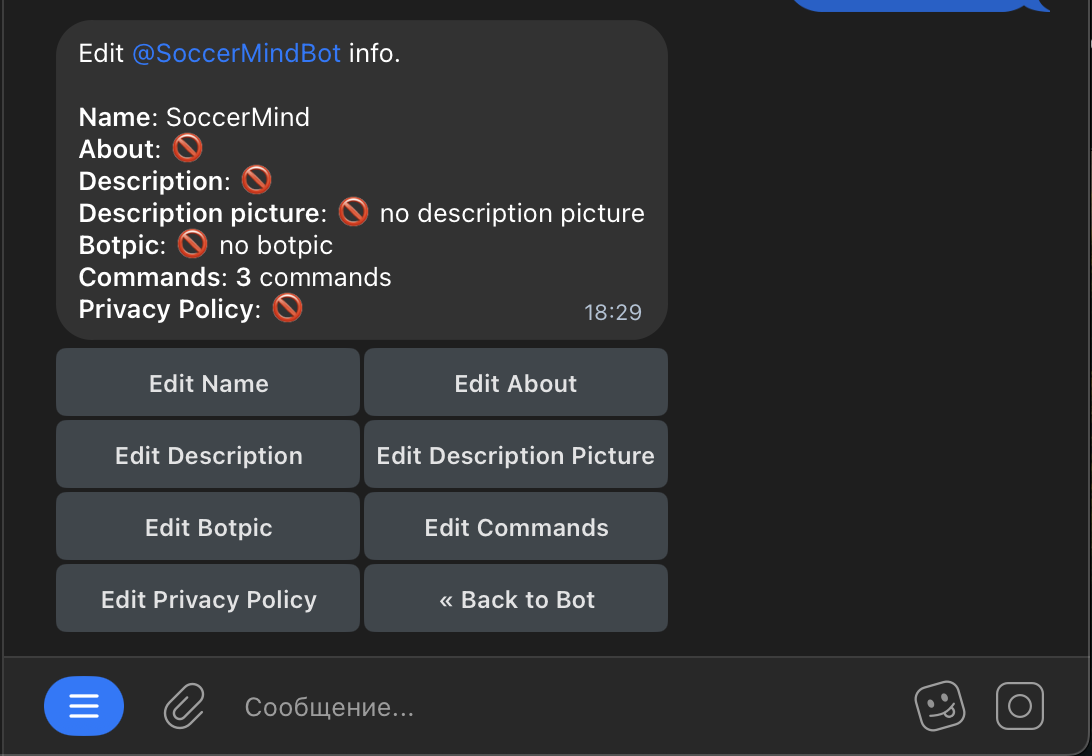 Edit @SoccerMindBot info.
Name: SoccerMind
About: 🚫
Description: 🚫
Description picture: 🚫 no description picture
Botpic: 🚫 no botpic
Commands: 3 commands
Privacy Policy: 🚫
18:29
Edit Name
Edit About
Edit Description
Edit Description Picture
Edit Botpic
Edit Commands
Edit Privacy Policy
« Back to Bot
Сообщение...